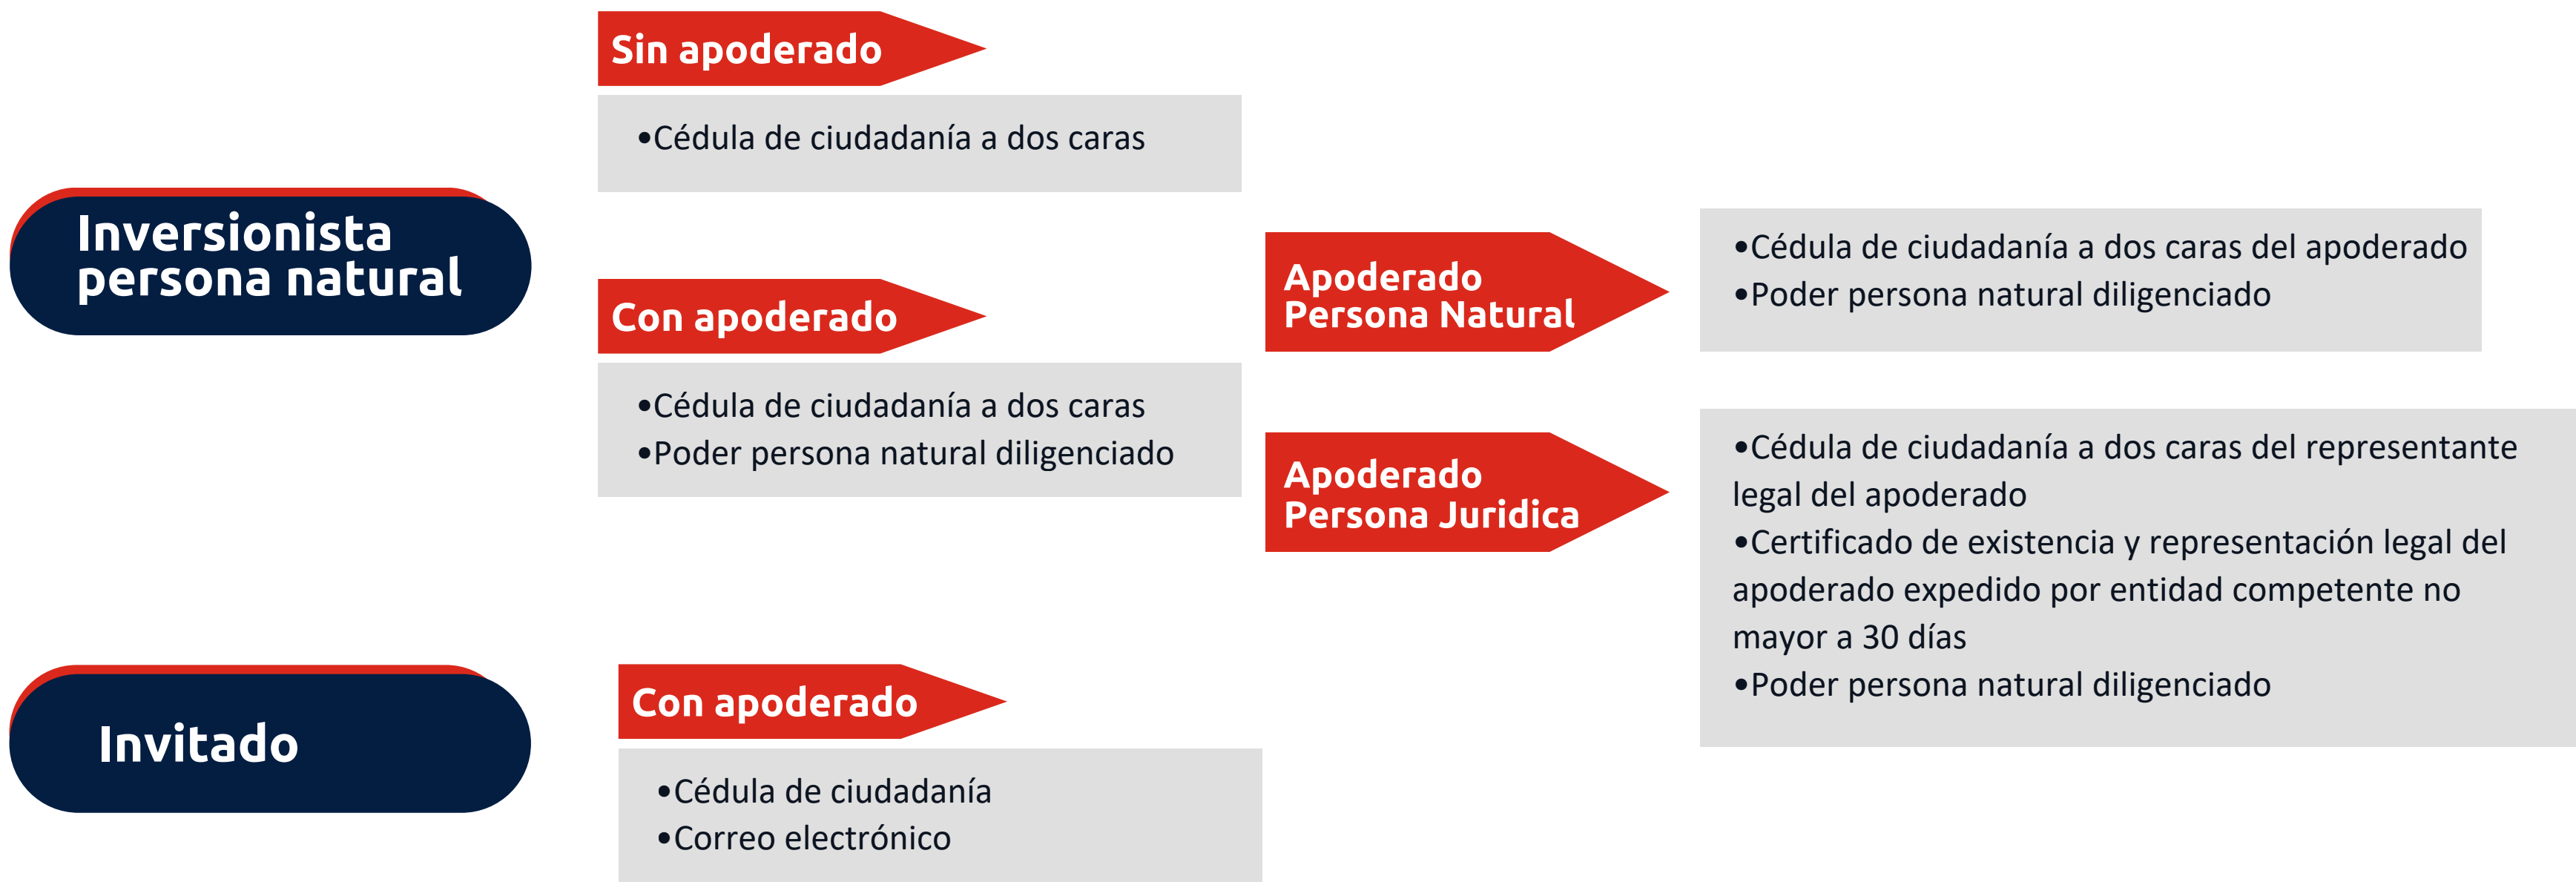 Inversionista
persona natural
Sin apoderado
•Cédula de ciudadanía a dos caras
Con apoderado
•Cédula de ciudadanía a dos caras
•Poder persona natural diligenciado
Apoderado
Persona Natural
•Cédula de ciudadanía a dos caras del apoderado
•Poder persona natural diligenciado
Apoderado
Persona Juridica
•Cédula de ciudadanía a dos caras del representante
legal del apoderado
•Certificado de existencia y representación legal del
apoderado expedido por entidad competente no
mayor a 30 días
•Poder persona natural diligenciado
Invitado
Con apoderado
•Cédula de ciudadanía
•Correo electrónico